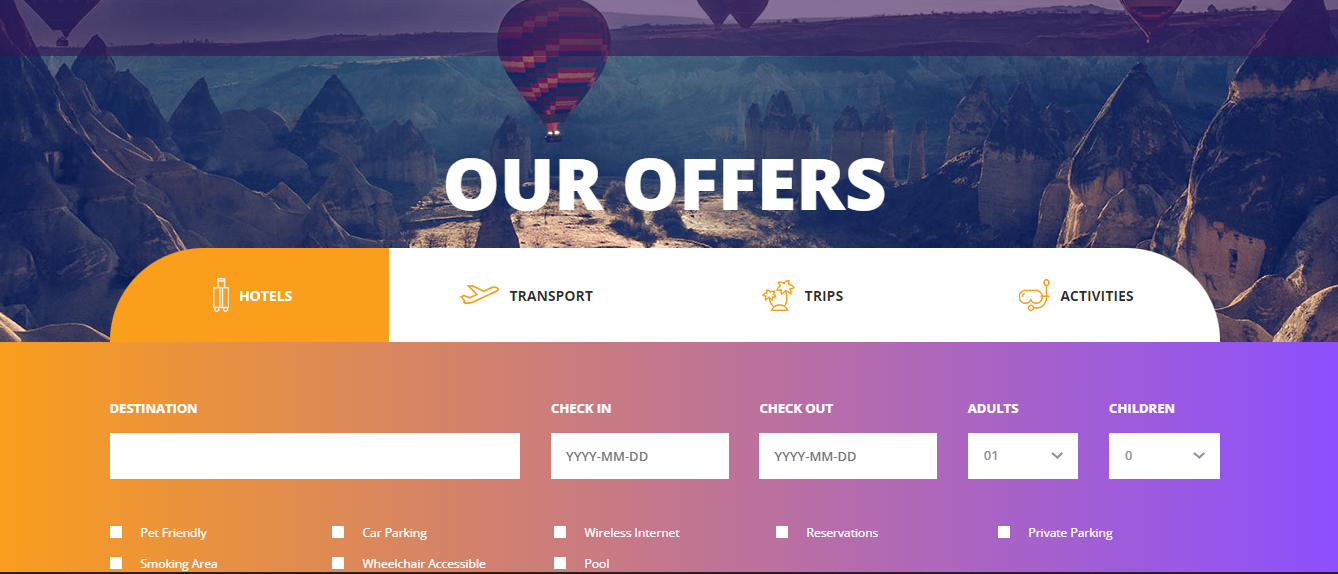 OUR OFFERS
HOTELS TRANSPORT TRIPS ACTIVITIES
DESTINATION CHECK IN CHECK OUT ADULTS CHILDREN
YYYY-MM-DD YYYY-MM-DD 01 0
Pet Friendly Car Parking Wireless Internet Reservations Private Parking
Smoking Area Wheelchair Accessible Pool